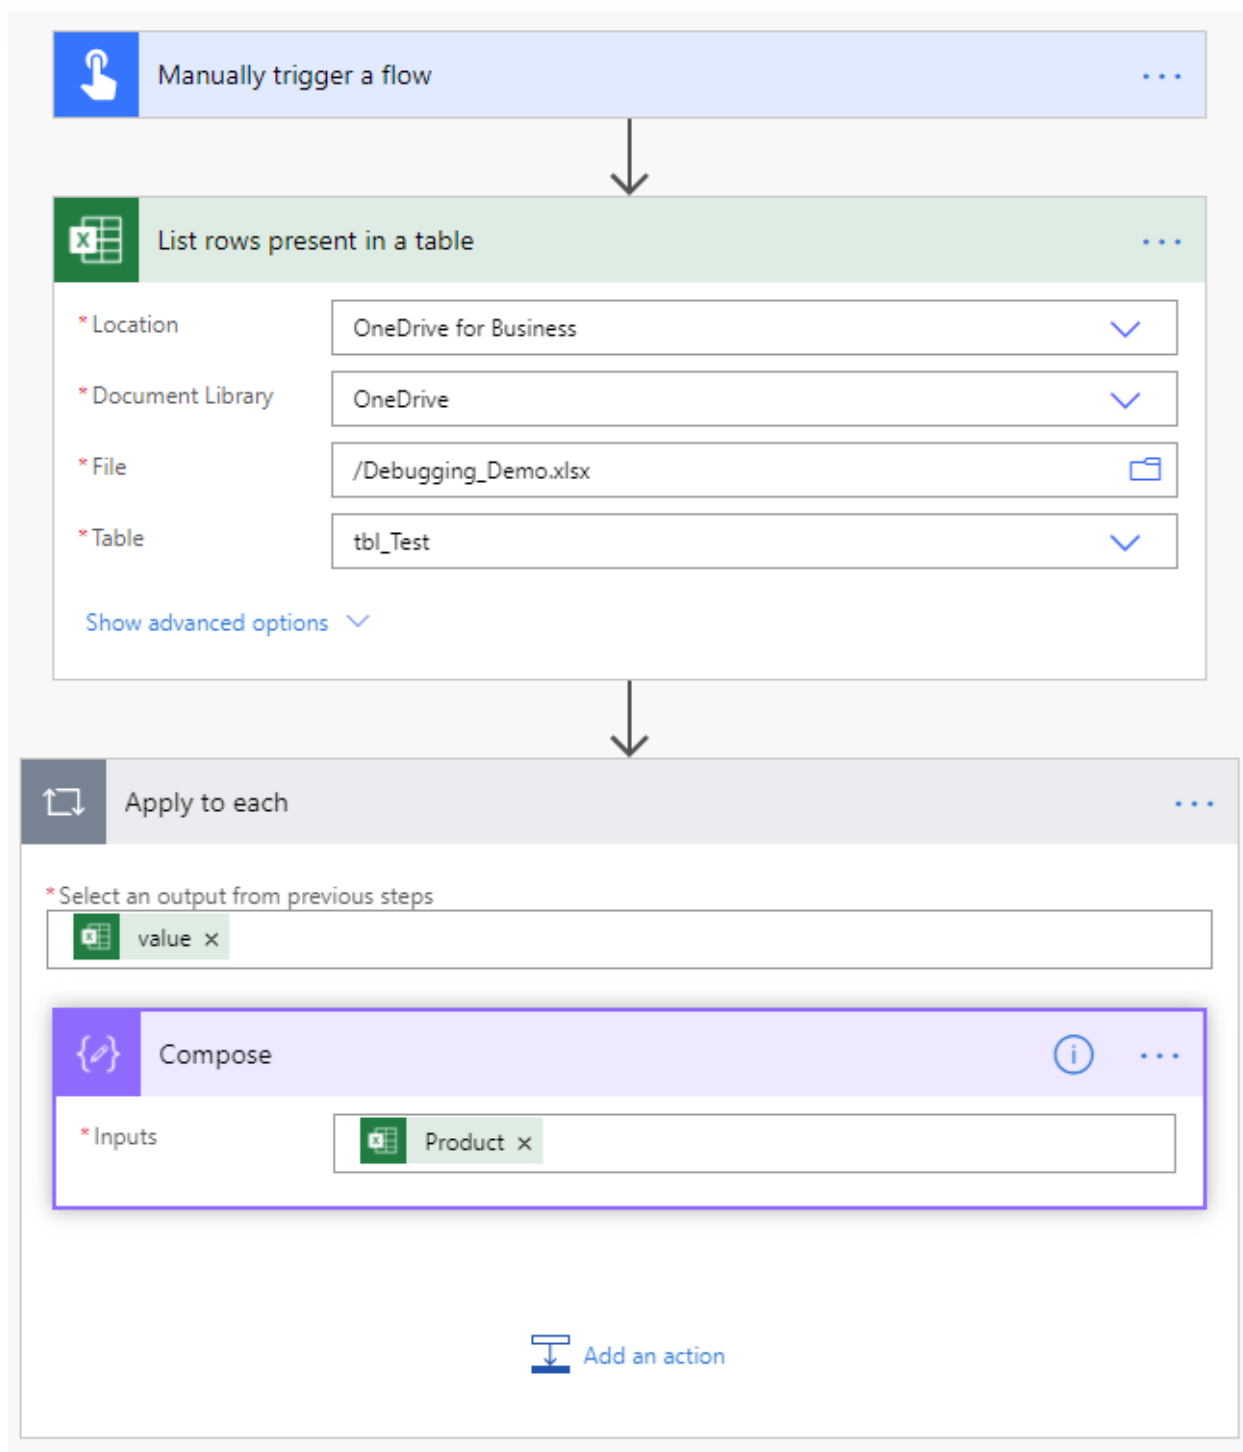 Manually trigger a flow
List rows present in a table
* Location
OneDrive for Business
* Document Library
OneDrive
* File
/Debugging_Demo.xlsx
* Table
tbl_Test
Show advanced options
Apply to each
* Select an output from previous steps
value ×
Compose
* Inputs
Product ×
Add an action